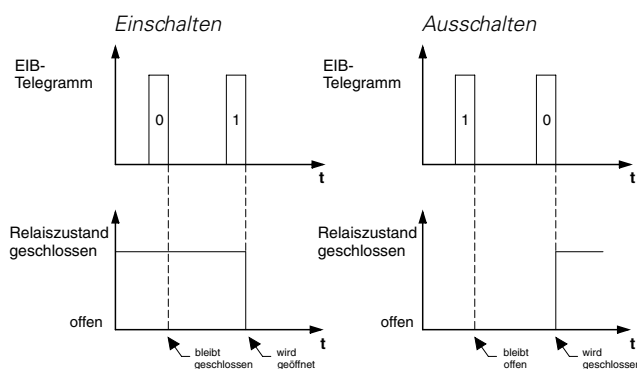 Einschalten
EIB-
Telegramm
0
1
t
Relaiszustand
geschlossen
offen
t
bleibt
geschlossen
wird
geöffnet
Ausschalten
EIB-
Telegramm
1
0
t
Relaiszustand
geschlossen
offen
t
bleibt
offen
wird
geschlossen